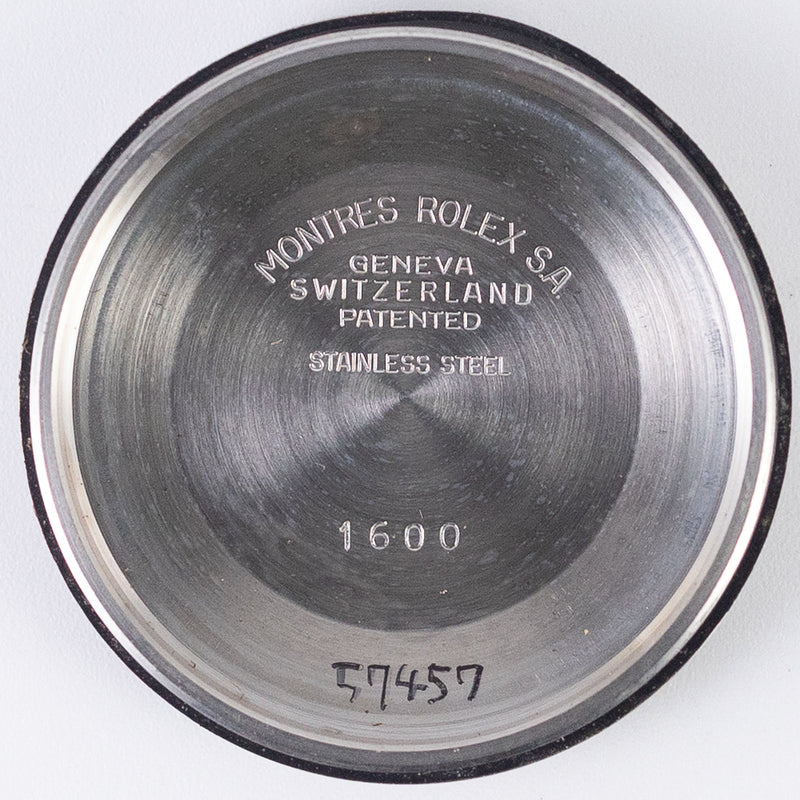 MONTRES ROLEX S.A.
GENEVA
SWITZERLAND
PATENTED
STAINLESS STEEL
1600
57457